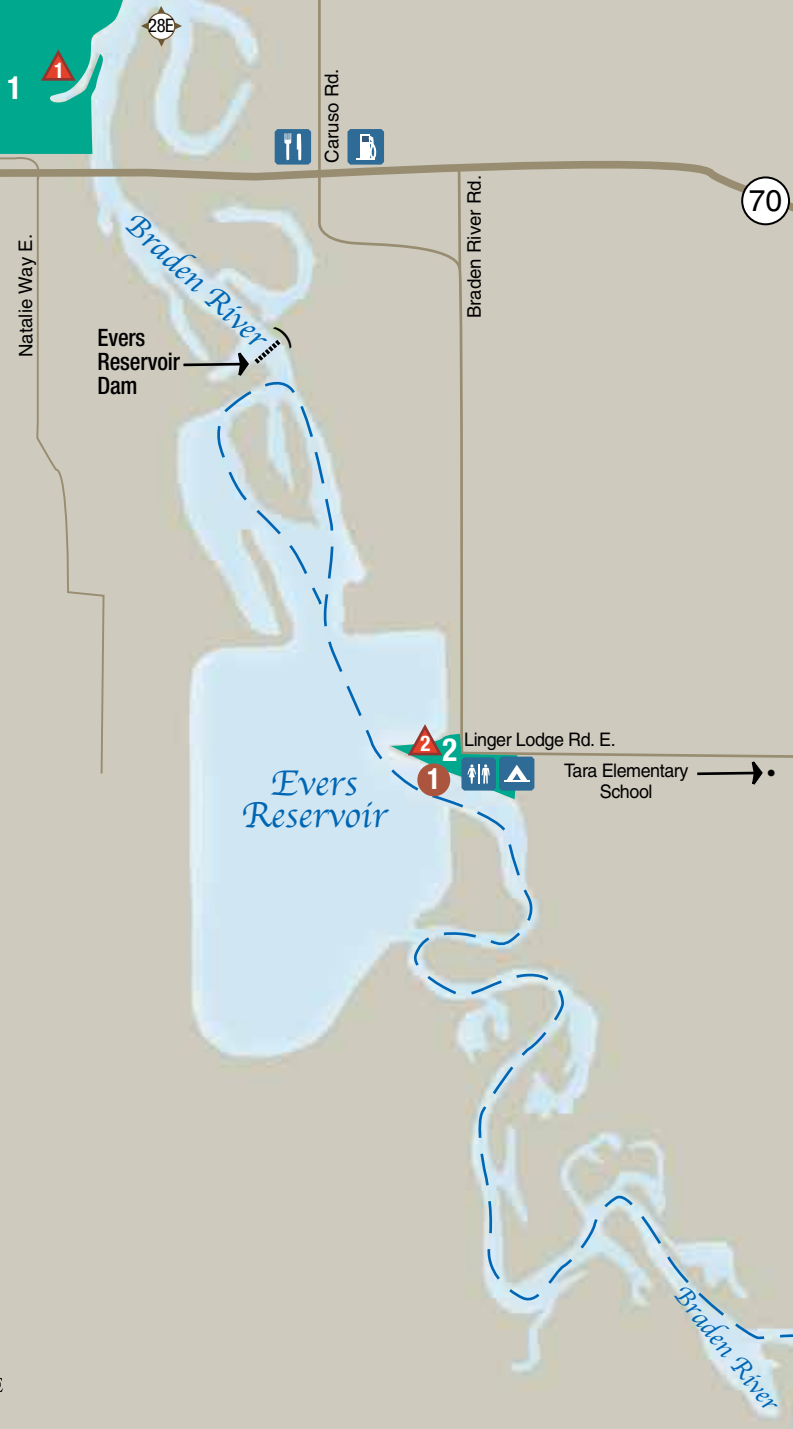 28E
1
1
Caruso Rd.
70
Braden River Rd.
Natalie Way E.
Braden River
Evers
Reservoir
Dam
2
2
Linger Lodge Rd. E.
1
Tara Elementary
School
Evers
Reservoir
Braden River
E